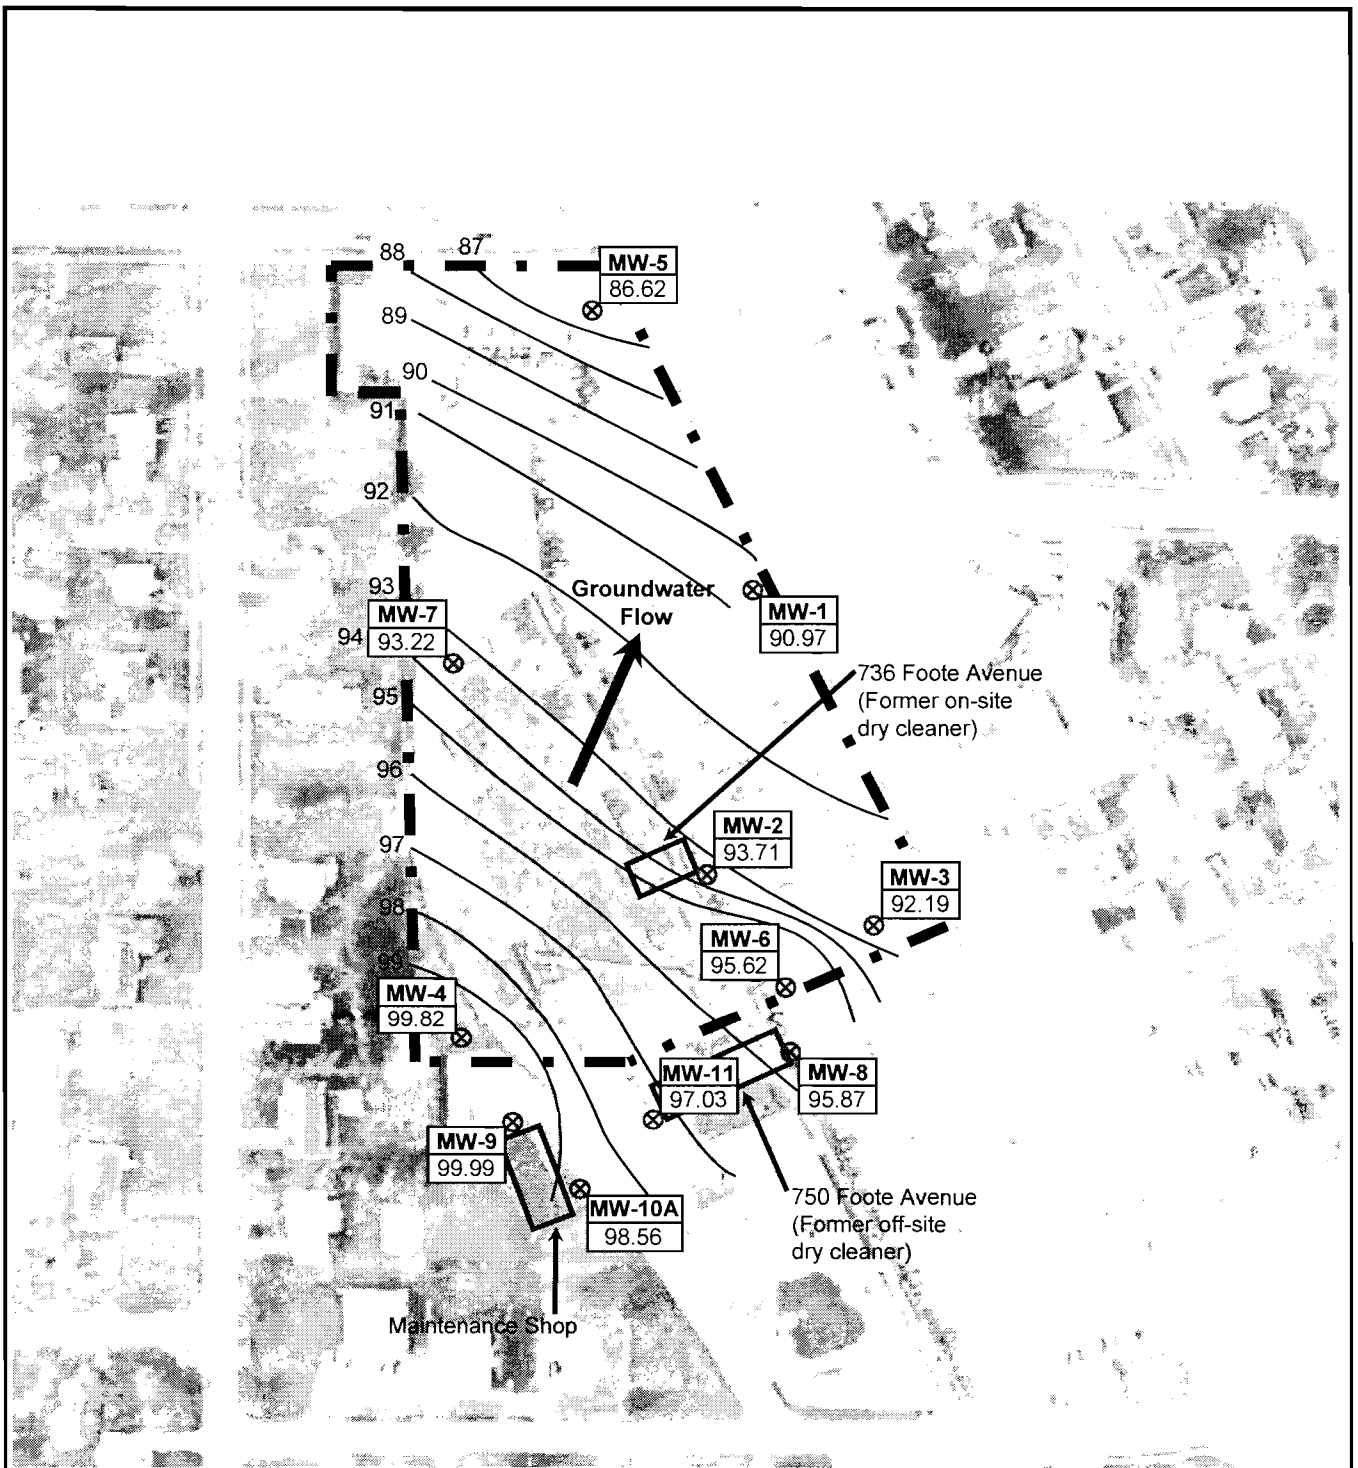 87
88
MW-5
86.62
89
90
91
92
93
Groundwater
Flow
MW-7
93.22
MW-1
90.97
94
736 Foote Avenue
(Former on-site
dry cleaner)
95
96
MW-2
93.71
97
MW-3
92.19
98
MW-6
95.62
99
MW-4
99.82
MW-11
97.03
MW-8
95.87
MW-9
99.99
750 Foote Avenue
(Former off-site
dry cleaner)
MW-10A
98.56
Maintenance Shop